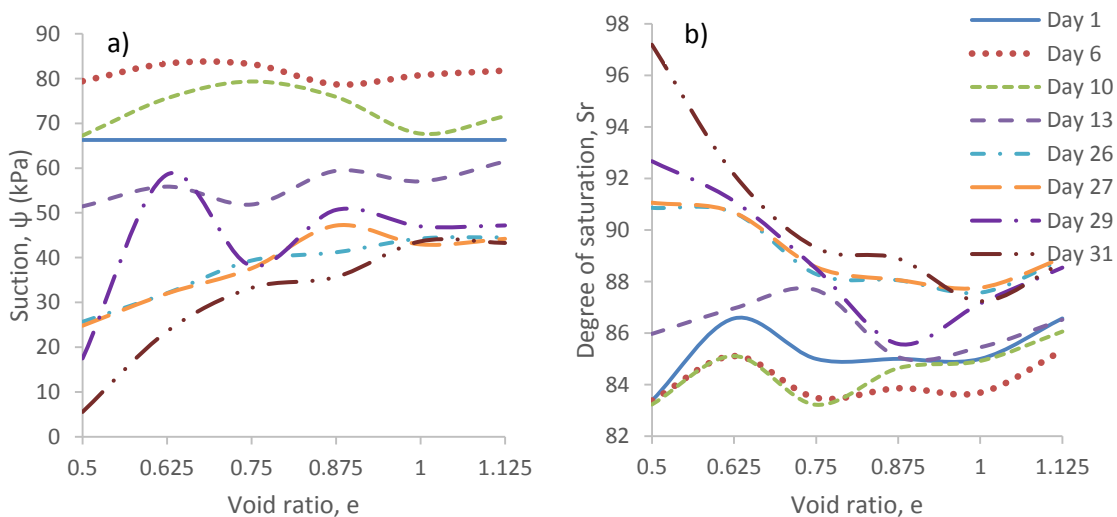 a)
Suction, ψ (kPa)
90
80
70
60
50
40
30
20
10
0
0.5 0.625 0.75 0.875 1 1.125
Void ratio, e
b)
Degree of saturation, Sr
98
96
94
92
90
88
86
84
82
0.5 0.625 0.75 0.875 1 1.125
Void ratio, e
Day 1
Day 6
Day 10
Day 13
Day 26
Day 27
Day 29
Day 31